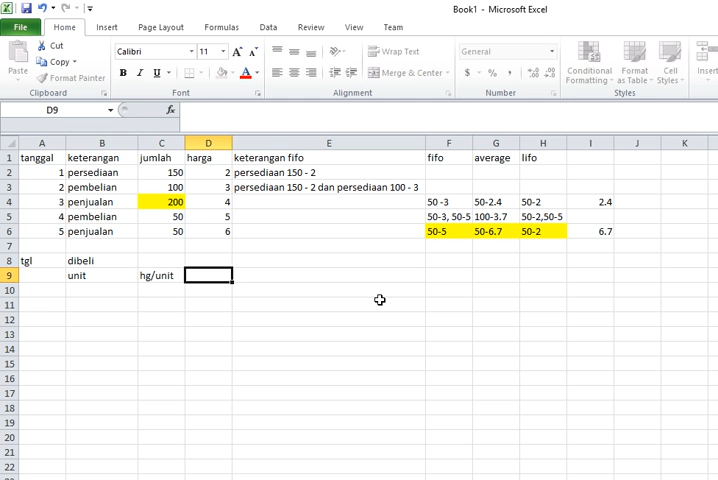 Book1 - Microsoft Excel
File Home Insert Page Layout Formulas Data Review View Team
Paste
Cut
Copy
Format Painter
Clipboard
Calibri 11 A A
B I U A
Font
Wrap Text
Merge & Center
Alignment
General
$ % , .0 .00 .00 .0
Number
Conditional Formatting
Format as Table
Cell Styles
Styles
Insert
D9 fx
A B C D E F G H I J K
1 tanggal keterangan jumlah harga keterangan fifo fifo average lifo
2 1 persediaan 150 2 persediaan 150 - 2
3 2 pembelian 100 3 persediaan 150 - 2 dan persediaan 100 - 3
4 3 penjualan 200 4 50 -3 50-2.4 50-2 2.4
5 4 pembelian 50 5 50-3, 50-5 100-3.7 50-2,50-5
6 5 penjualan 50 6 50-5 50-6.7 50-2 6.7
7
8 tgl dibeli
9 unit hg/unit
10
11
12
13
14
15
16
17
18
19
20
21
22